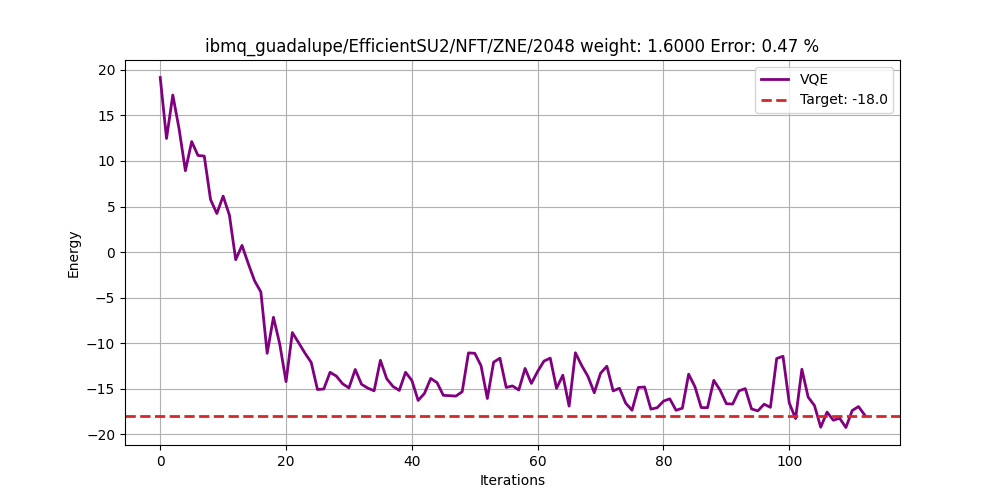 ibmq_guadalupe/EfficientSU2/NFT/ZNE/2048 weight: 1.6000 Error: 0.47 %
VQE
Target: -18.0
Energy
20
15
10
5
0
−5
−10
−15
−20
0 20 40 60 80 100
Iterations